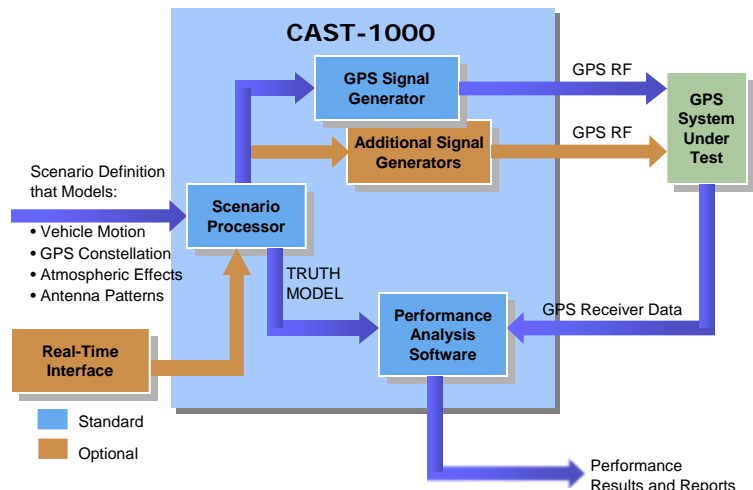 CAST-1000
GPS Signal
Generator
GPS RF
GPS
System
Under
Test
Additional Signal
Generators
GPS RF
Scenario Definition
that Models:
• Vehicle Motion
• GPS Constellation
• Atmospheric Effects
• Antenna Patterns
Scenario
Processor
TRUTH
MODEL
Performance
Analysis
Software
GPS Receiver Data
Real-Time
Interface
Standard
Optional
Performance
Results and Reports